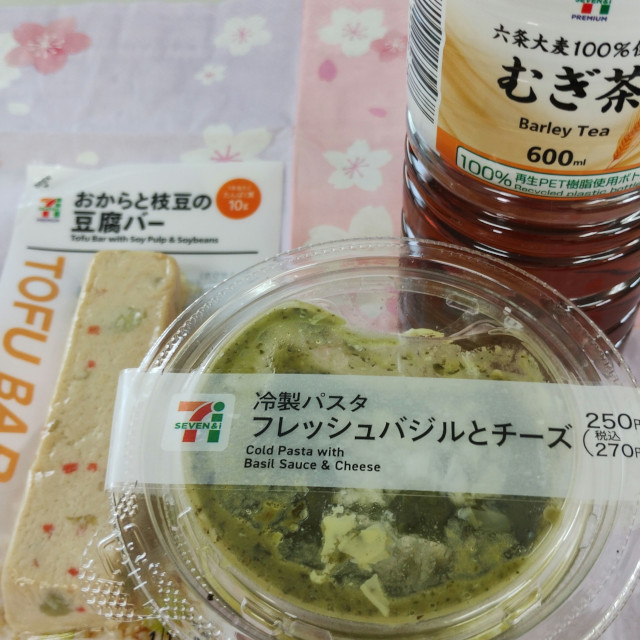 PREMIUM
六条大麦100%使
むぎ茶
Barley Tea
600ml
100%再生PET樹脂使用ボト
Recycled
おからと枝豆の
豆腐バー
Tofu Bar with Soy Pulp & Soybeans
10g
TOFU BAR
SEVEN&i
冷製パスタ
フレッシュバジルとチーズ
Cold Pasta with
Basil Sauce & Cheese
250円
税込
270円